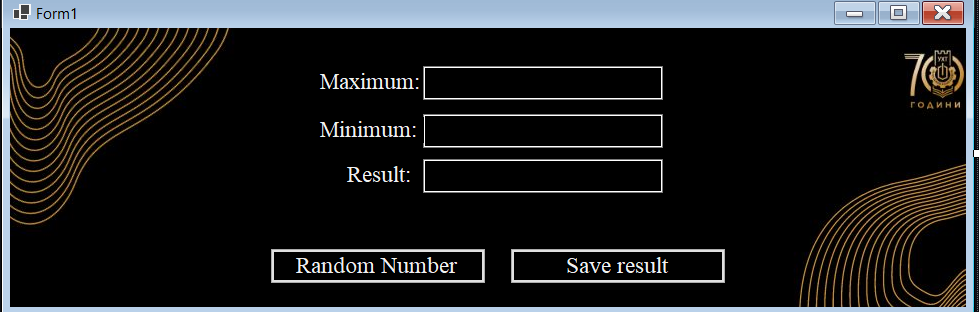 Form1
Maximum:
Minimum:
Result:
Random Number
Save result
70
УХТ
ГОДИНИ